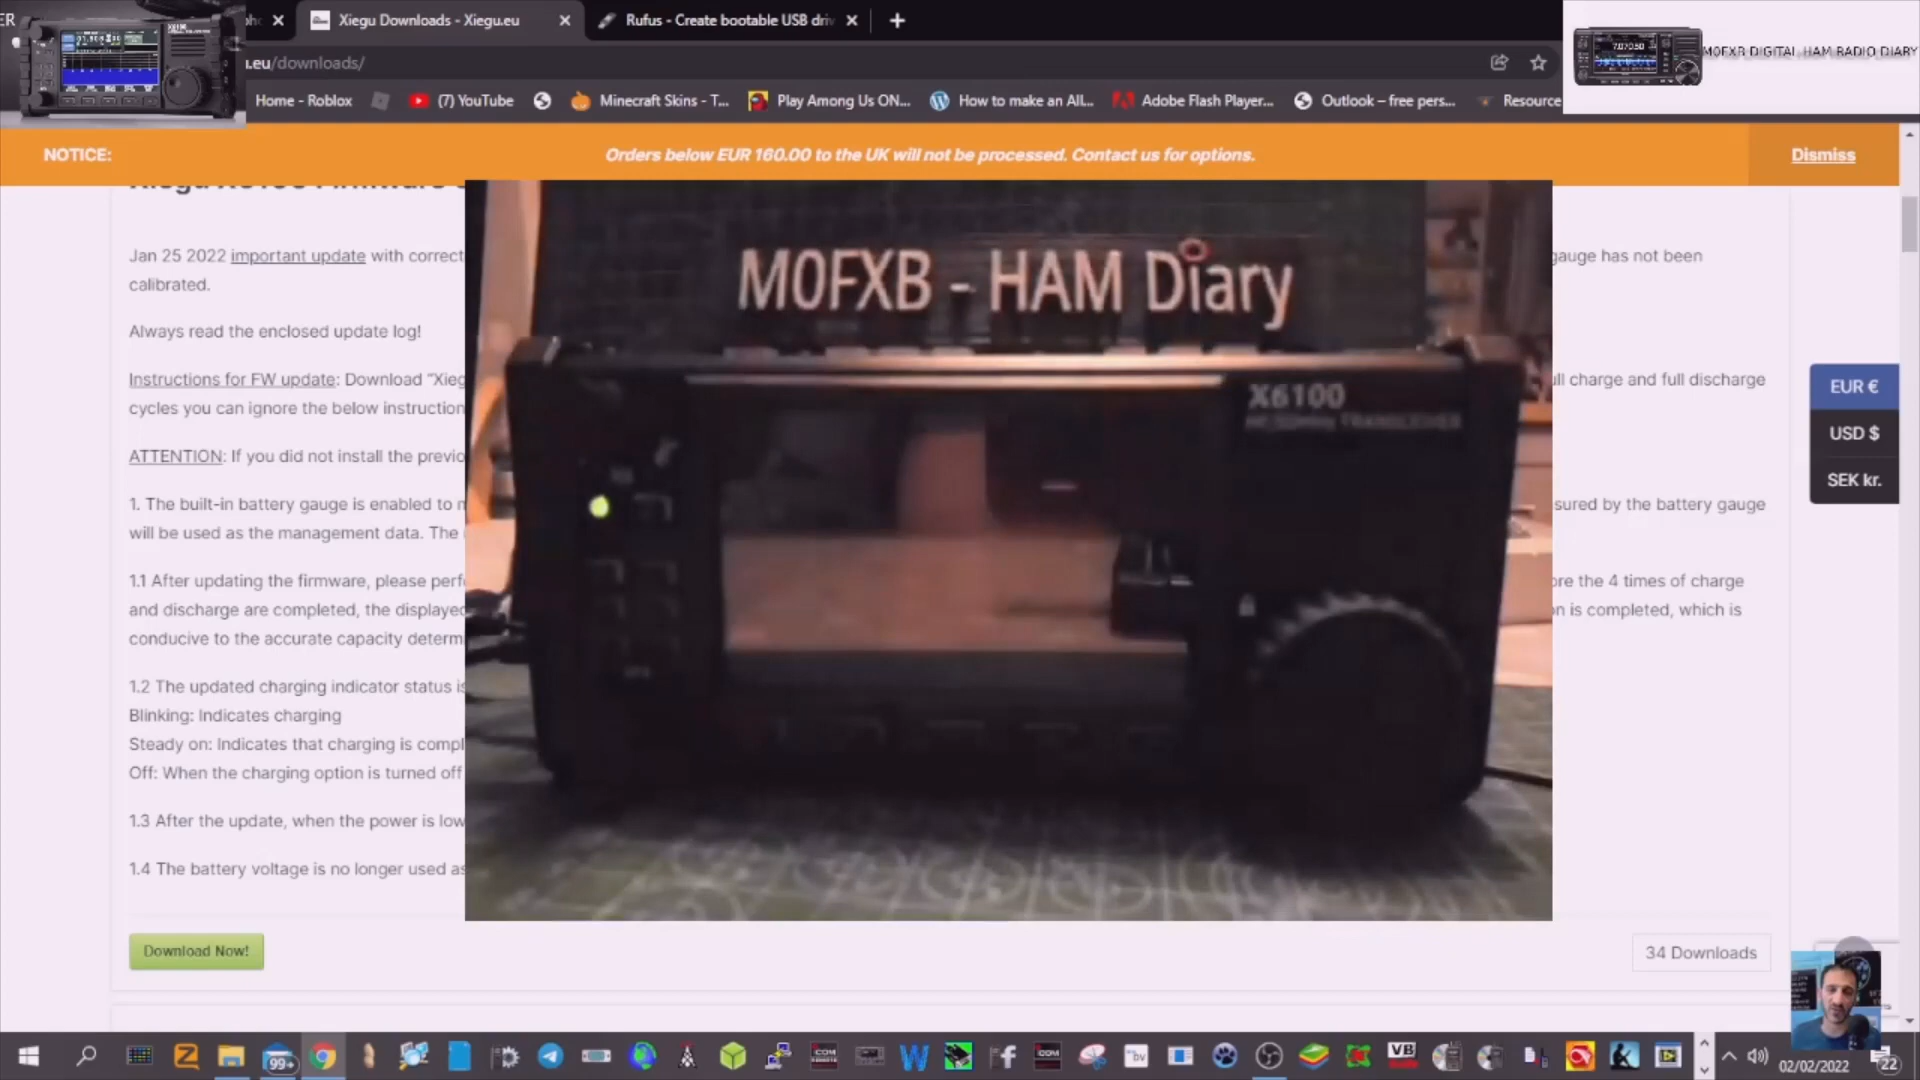 Xiegu Downloads - Xiegu.eu
Rufus - Create bootable USB driv
.eu/downloads/
M0FXB DIGITAL HAM RADIO DIARY
Home - Roblox
(7) YouTube
Minecraft Skins - T...
Play Among Us ON...
How to make an All...
Adobe Flash Player...
Outlook – free pers...
Resource
NOTICE:
Orders below EUR 160.00 to the UK will not be processed. Contact us for options.
Dismiss
Jan 25 2022 important update with correct
gauge has not been
calibrated.
Always read the enclosed update log!
Instructions for FW update: Download "Xieg
ull charge and full discharge
cycles you can ignore the below instruction
ATTENTION: If you did not install the previo
1. The built-in battery gauge is enabled to m
sured by the battery gauge
will be used as the management data. The
1.1 After updating the firmware, please perf
ore the 4 times of charge
and discharge are completed, the displayed
n is completed, which is
conducive to the accurate capacity determ
1.2 The updated charging indicator status is
Blinking: Indicates charging
Steady on: Indicates that charging is compl
Off: When the charging option is turned off
1.3 After the update, when the power is low
1.4 The battery voltage is no longer used as
M0FXB - HAM Diary
X6100
HF/50MHz TRANSCEIVER
EUR €
USD $
SEK kr.
Download Now!
34 Downloads
99+
02/02/2022
22